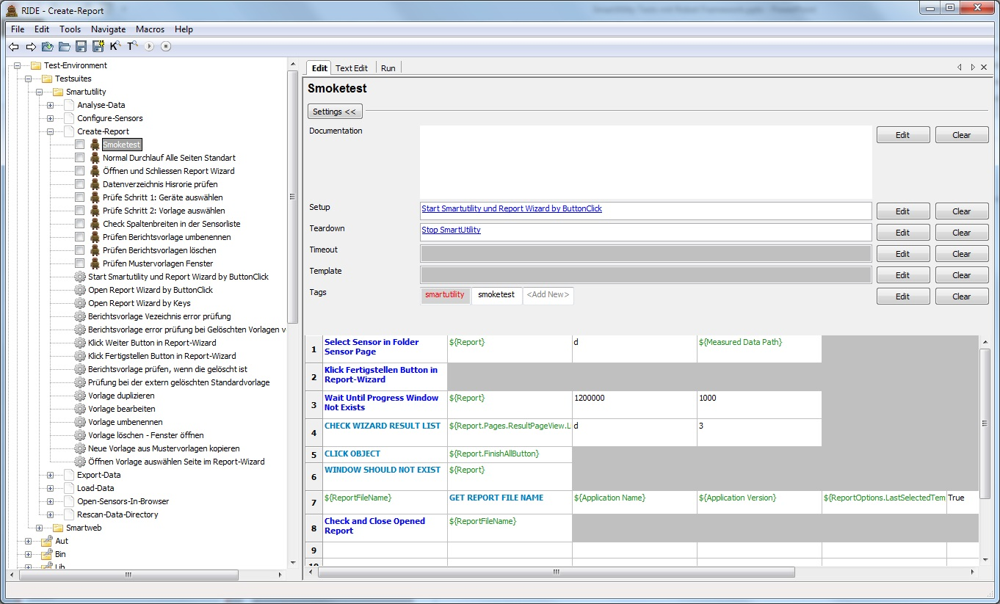 RIDE - Create-Report
File Edit Tools Navigate Macros Help
Test-Environment
Testsuites
Smartutility
Analyse-Data
Configure-Sensors
Create-Report
Smoketest
Normal Durchlauf Alle Seiten Standart
Öffnen und Schliessen Report Wizard
Datenverzeichnis Hisrorie prüfen
Prüfe Schritt 1: Geräte auswählen
Prüfe Schritt 2: Vorlage auswählen
Check Spaltenbreiten in der Sensorliste
Prüfen Berichtsvorlage umbenennen
Prüfen Berichtsvorlagen löschen
Prüfen Mustervorlagen Fenster
Start Smartutility und Report Wizard by ButtonClick
Open Report Wizard by ButtonClick
Open Report Wizard by Keys
Berichtsvorlage Vezeichnis error prüfung
Berichtsvorlage error prüfung bei Gelöschten Vorlagen v
Klick Weiter Button in Report-Wizard
Klick Fertigstellen Button in Report-Wizard
Berichtsvorlage prüfen, wenn die gelöscht ist
Prüfung bei der extern gelöschten Standardvorlage
Vorlage duplizieren
Vorlage bearbeiten
Vorlage umbenennen
Vorlage löschen - Fenster öffnen
Neue Vorlage aus Mustervorlagen kopieren
Öffnen Vorlage auswählen Seite im Report-Wizard
Export-Data
Load-Data
Open-Sensors-In-Browser
Rescan-Data-Directory
Smartweb
Aut
Bin
Lib
Edit Text Edit Run
Smoketest
Settings <<
Documentation Edit Clear
Setup Start Smartutility und Report Wizard by ButtonClick Edit Clear
Teardown Stop SmartUtility Edit Clear
Timeout Edit Clear
Template Edit Clear
Tags smartutility smoketest <Add New> Edit Clear
1 Select Sensor in Folder Sensor Page ${Report} d ${Measured Data Path}
2 Klick Fertigstellen Button in Report-Wizard
3 Wait Until Progress Window Not Exists ${Report} 1200000 1000
4 CHECK WIZARD RESULT LIST ${Report.Pages.ResultPageView.L d 3
5 CLICK OBJECT ${Report.FinishAllButton}
6 WINDOW SHOULD NOT EXIST ${Report}
7 ${ReportFileName} GET REPORT FILE NAME ${Application Name} ${Application Version} ${ReportOptions.LastSelectedTem True
8 Check and Close Opened Report ${ReportFileName}
9
10